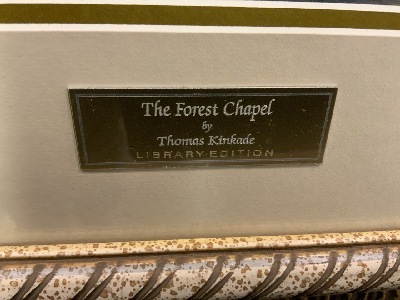 The Forest Chapel
by
Thomas Kinkade
LIBRARY EDITION